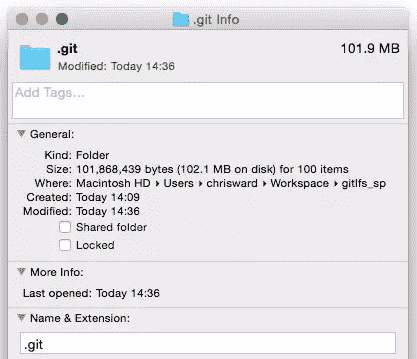 .git Info
.git 101.9 MB
Modified: Today 14:36
Add Tags...
General:
Kind: Folder
Size: 101,868,439 bytes (102.1 MB on disk) for 100 items
Where: Macintosh HD ▸ Users ▸ chrisward ▸ Workspace ▸ gitlfs_sp
Created: Today 14:09
Modified: Today 14:36
Shared folder
Locked
More Info:
Last opened: Today 14:36
Name & Extension:
.git